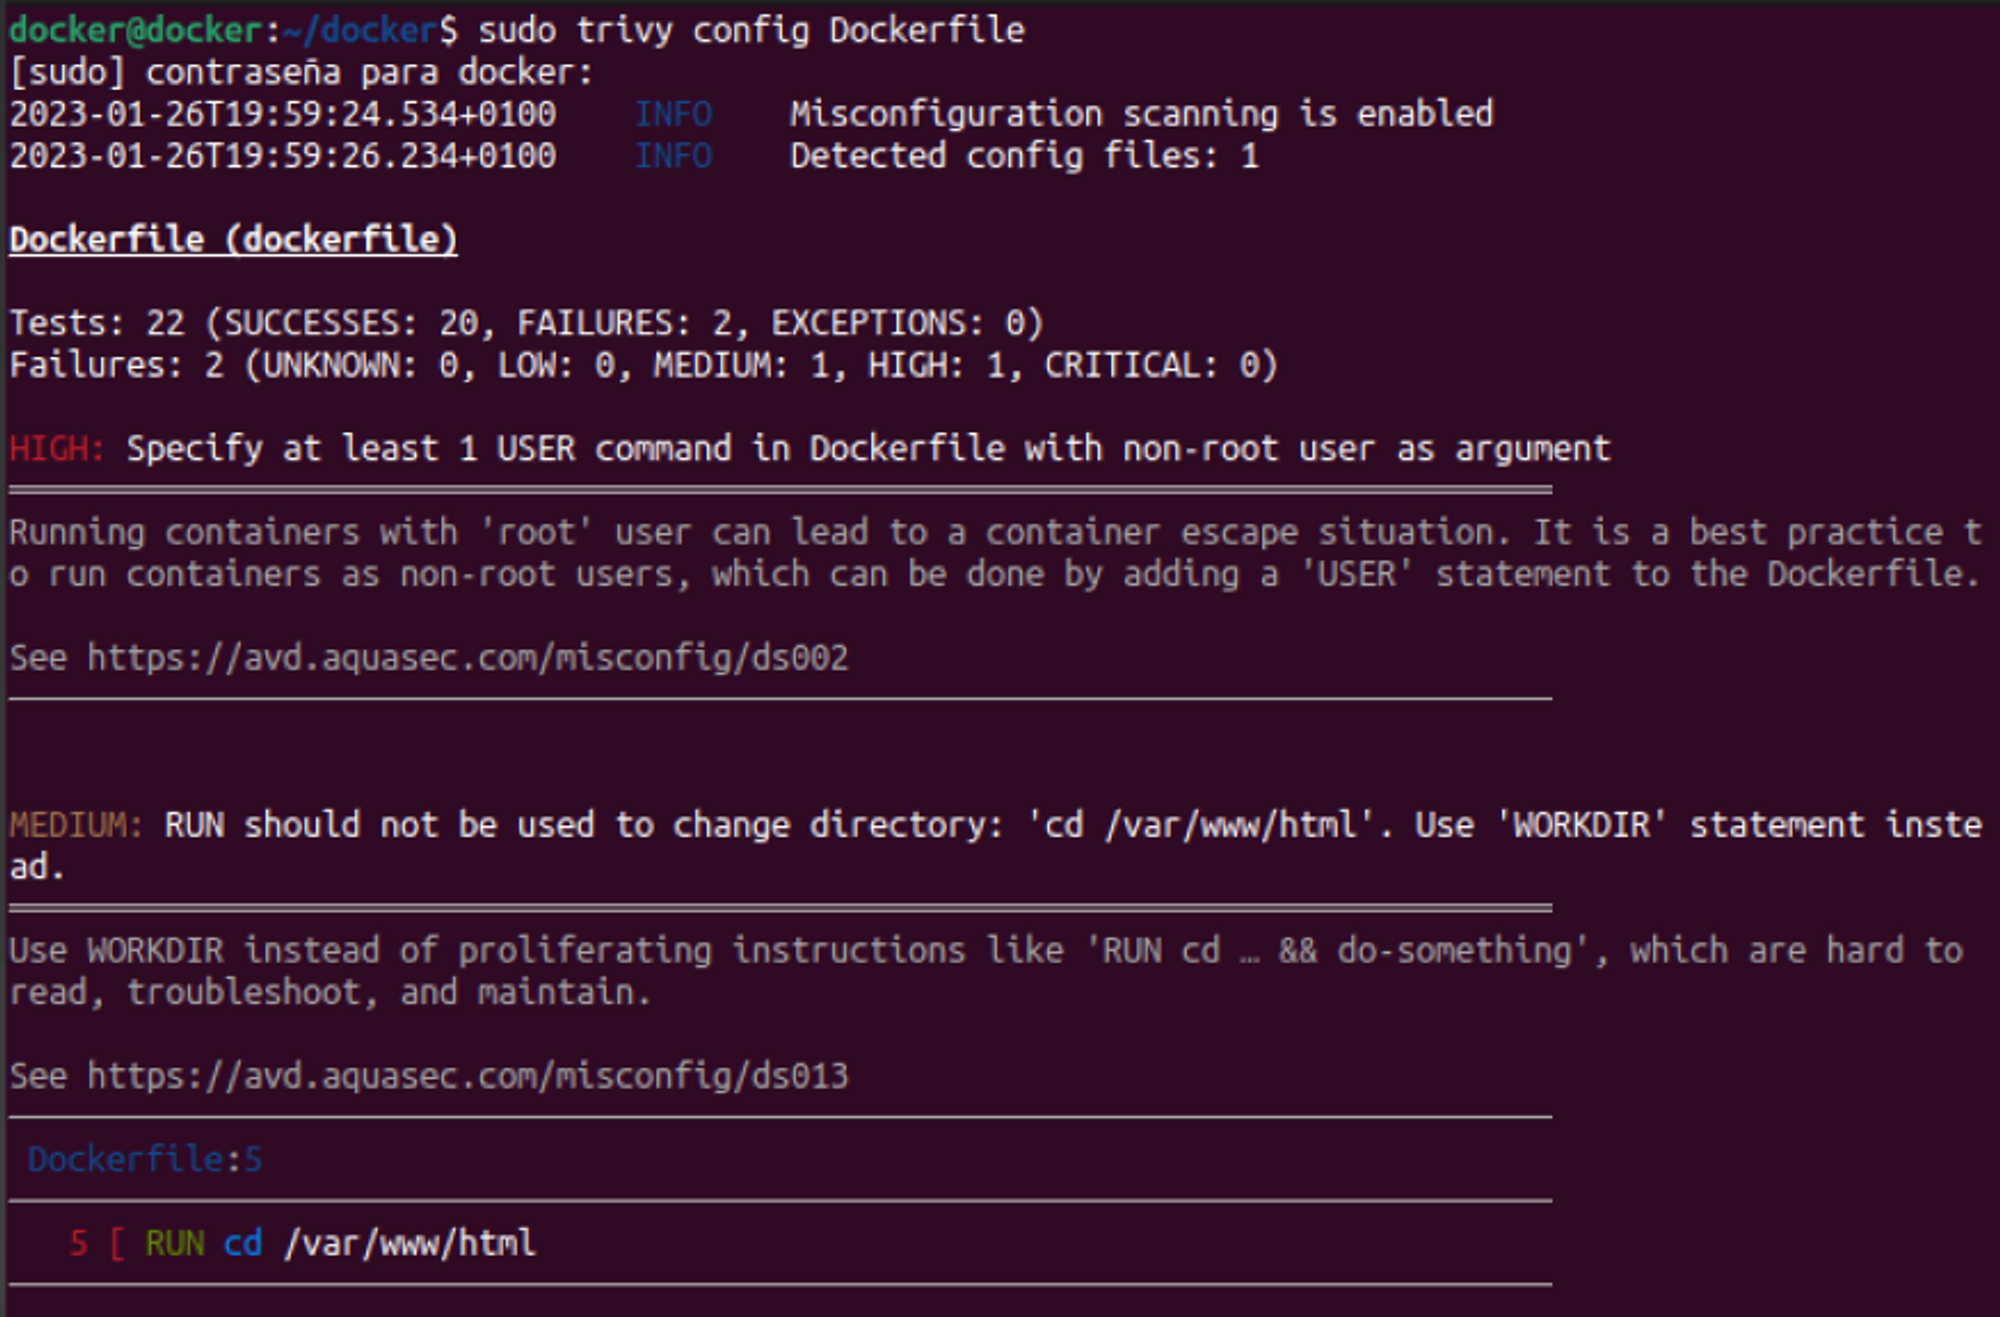 docker@docker:~/docker$ sudo trivy config Dockerfile
[sudo] contraseña para docker:
2023-01-26T19:59:24.534+0100    INFO    Misconfiguration scanning is enabled
2023-01-26T19:59:26.234+0100    INFO    Detected config files: 1
Dockerfile (dockerfile)
Tests: 22 (SUCCESSES: 20, FAILURES: 2, EXCEPTIONS: 0)
Failures: 2 (UNKNOWN: 0, LOW: 0, MEDIUM: 1, HIGH: 1, CRITICAL: 0)
HIGH: Specify at least 1 USER command in Dockerfile with non-root user as argument
Running containers with 'root' user can lead to a container escape situation. It is a best practice t
o run containers as non-root users, which can be done by adding a 'USER' statement to the Dockerfile.
See https://avd.aquasec.com/misconfig/ds002
MEDIUM: RUN should not be used to change directory: 'cd /var/www/html'. Use 'WORKDIR' statement inste
ad.
Use WORKDIR instead of proliferating instructions like 'RUN cd … && do-something', which are hard to
read, troubleshoot, and maintain.
See https://avd.aquasec.com/misconfig/ds013
Dockerfile:5
5 [ RUN cd /var/www/html